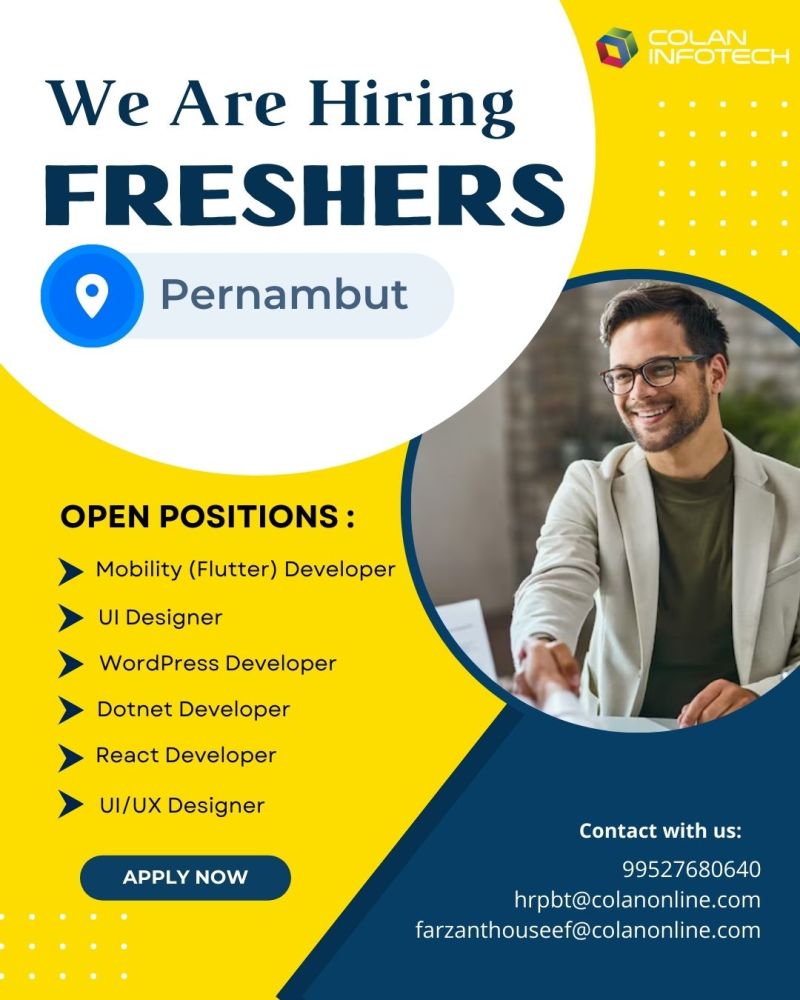 COLAN
INFOTECH
We Are Hiring
FRESHERS
Pernambut
OPEN POSITIONS :
Mobility (Flutter) Developer
UI Designer
WordPress Developer
Dotnet Developer
React Developer
UI/UX Designer
APPLY NOW
Contact with us:
99527680640
hrpbt@colanonline.com
farzanthouseef@colanonline.com